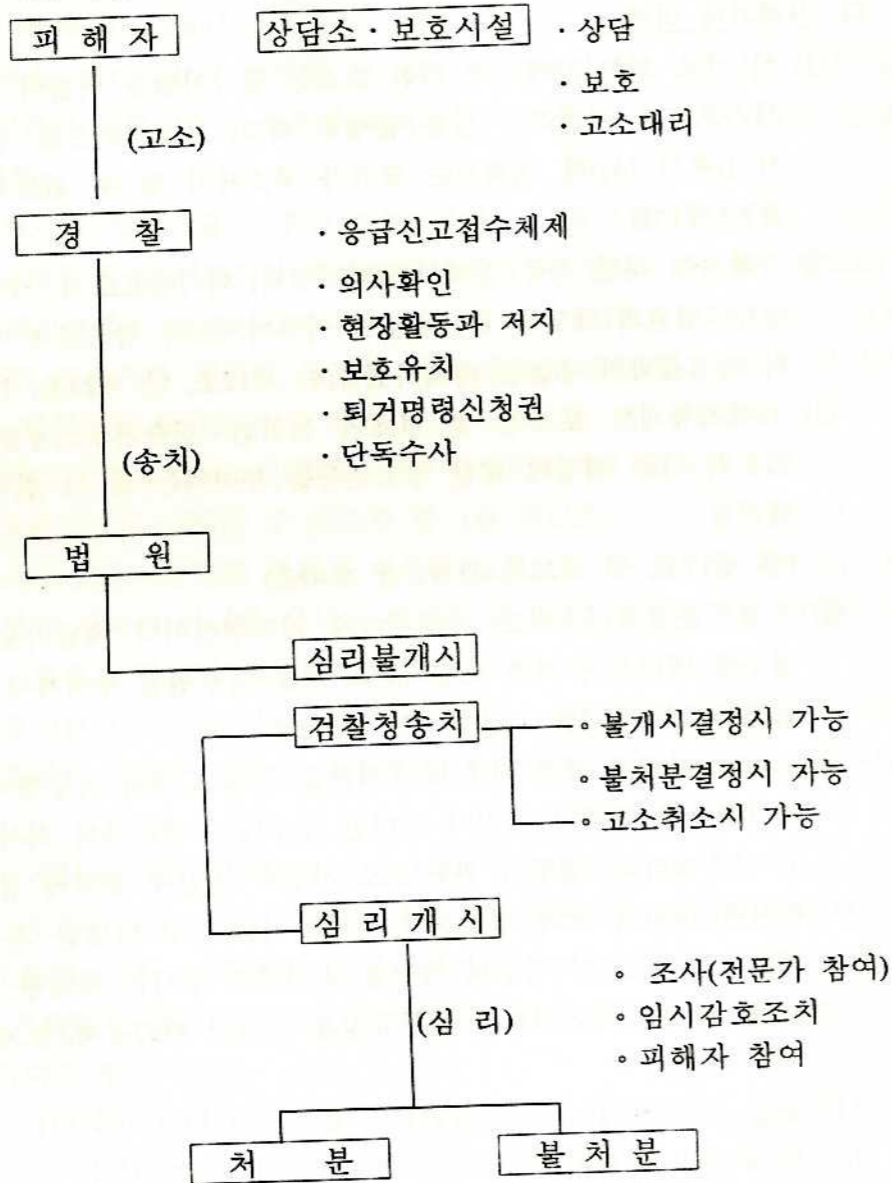 피 해 자 상담소·보호시설 ·상담
·보호
(고소) ·고소대리
경 찰 ·응급신고접수체제
·의사확인
·현장활동과 저지
·보호유치
·퇴거명령신청권
(송치) ·단독수사
법 원
심리불개시
검찰청송치 ∘불개시결정시 가능
∘불처분결정시 가능
∘고소취소시 가능
심 리 개 시
∘ 조사(전문가 참여)
(심 리) ∘임시감호조치
∘피해자 참여
처 분 불 처 분